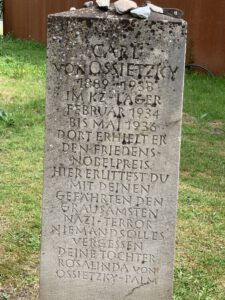 CARL
VON OSSIETZKY
1889-1938
IM KZ-LAGER
FEBRUAR 1934
BIS MAI 1936
DORT ERHIELT ER
DEN FRIEDENS-
NOBELPREIS.
HIER ERLITTEST DU
MIT DEINEN
GEFÄHRTEN DEN
GRAUSAMSTEN
NAZI-TERROR
NIEMAND SOLL ES
VERGESSEN
DEINE TOCHTER
ROSALINDA VON
OSSIETZKY-PALM